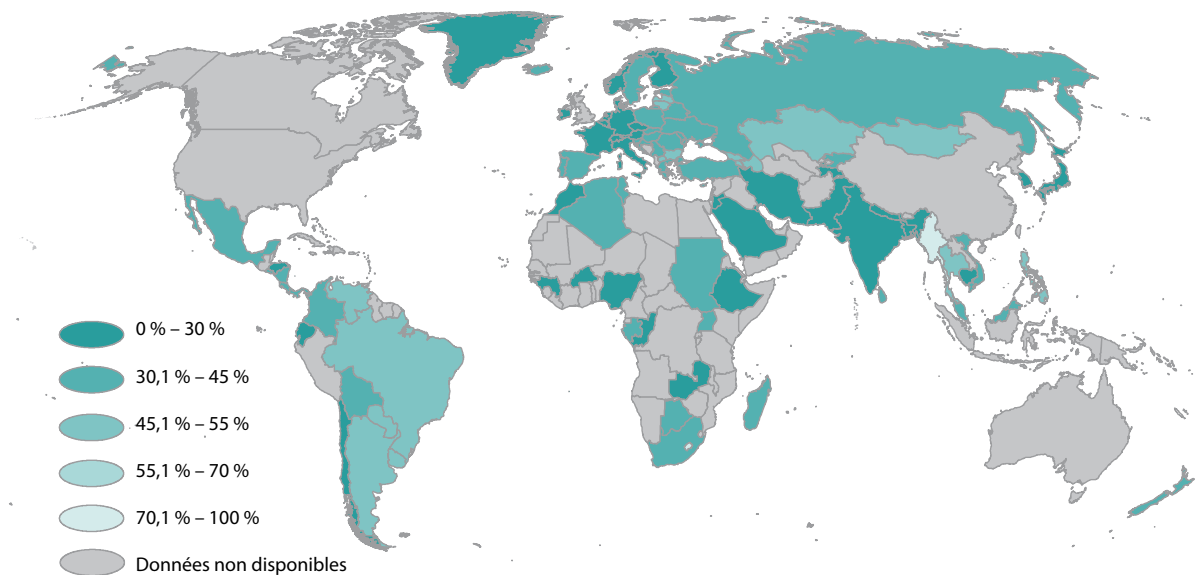 0 % – 30 %
30,1 % – 45 %
45,1 % – 55 %
55,1 % – 70 %
70,1 % – 100 %
Données non disponibles